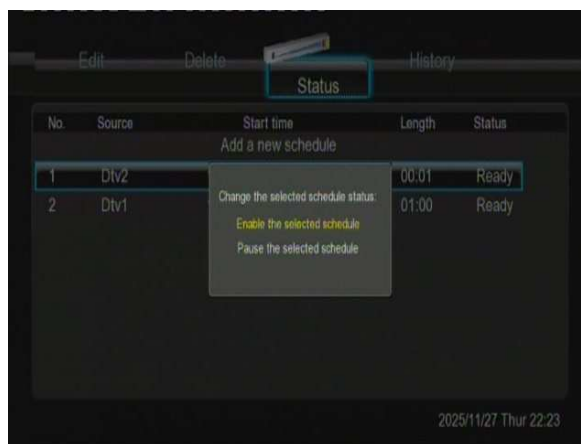 Edit Delete History
Status
No. Source Start time Length Status
Add a new schedule
1 Dtv2 00:01 Ready
2 Dtv1 01:00 Ready
Change the selected schedule status:
Enable the selected schedule
Pause the selected schedule
2025/11/27 Thur 22:23